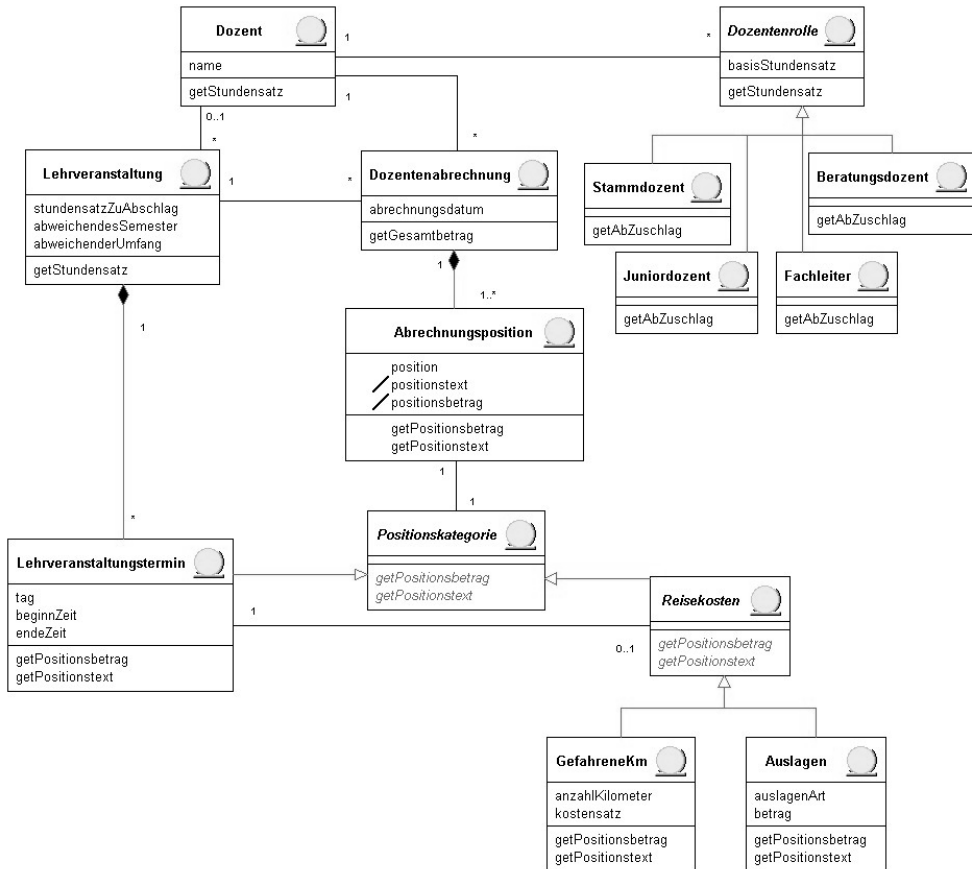 Dozent
name
getStundensatz
1
*
Dozentenrolle
basisStundensatz
getStundensatz
1
*
0..1
*
Lehrveranstaltung
stundensatzZuAbschlag
abweichendesSemester
abweichenderUmfang
getStundensatz
1
*
Dozentenabrechnung
abrechnungsdatum
getGesamtbetrag
Stammdozent
getAbZuschlag
Beratungsdozent
getAbZuschlag
Juniordozent
getAbZuschlag
Fachleiter
getAbZuschlag
1
1..*
1
*
Abrechnungsposition
position
positionstext
positionsbetrag
getPositionsbetrag
getPositionstext
1
1
Positionskategorie
getPositionsbetrag
getPositionstext
Lehrveranstaltungstermin
tag
beginnZeit
endeZeit
getPositionsbetrag
getPositionstext
1
0..1
Reisekosten
getPositionsbetrag
getPositionstext
GefahreneKm
anzahlKilometer
kostensatz
getPositionsbetrag
getPositionstext
Auslagen
auslagenArt
betrag
getPositionsbetrag
getPositionstext